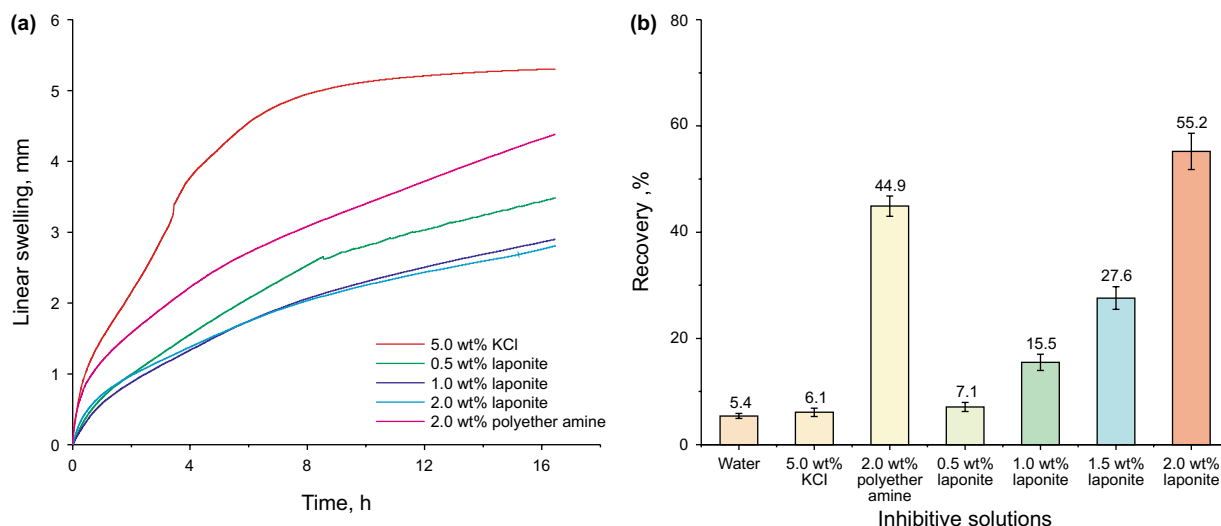 (a)
6
5
4
3
2
1
0
Linear swelling, mm
0 4 8 12 16
Time, h
5.0 wt% KCl
0.5 wt% laponite
1.0 wt% laponite
2.0 wt% laponite
2.0 wt% polyether amine
(b)
80
60
40
20
0
Recovery ,%
5.4
6.1
44.9
7.1
15.5
27.6
55.2
Water
5.0 wt%
KCl
2.0 wt%
polyether
amine
0.5 wt%
laponite
1.0 wt%
laponite
1.5 wt%
laponite
2.0 wt%
laponite
Inhibitive solutions